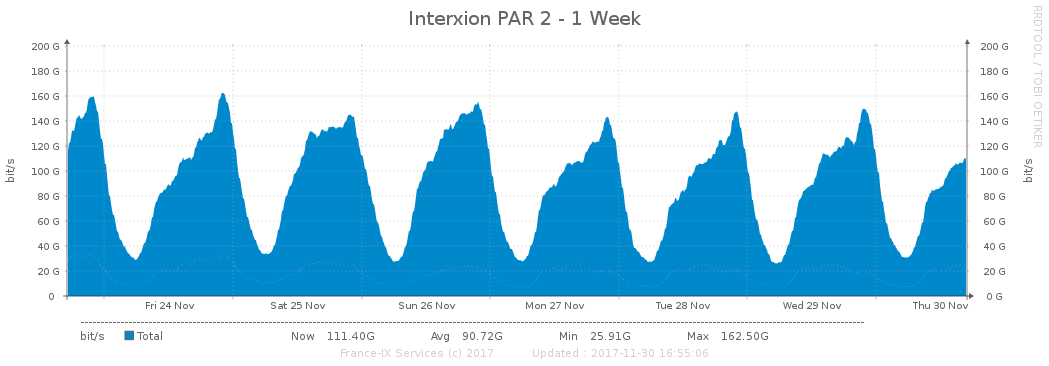 Interxion PAR 2 - 1 Week
RRDTOOL / TOBI OETIKER
bit/s
200 G 200 G
180 G 180 G
160 G 160 G
140 G 140 G
120 G 120 G
100 G 100 G
80 G 80 G
60 G 60 G
40 G 40 G
20 G 20 G
0 0 G
bit/s
Fri 24 Nov Sat 25 Nov Sun 26 Nov Mon 27 Nov Tue 28 Nov Wed 29 Nov Thu 30 Nov
bit/s Total Now 111.40G Avg 90.72G Min 25.91G Max 162.50G
France-IX Services (c) 2017 Updated : 2017-11-30 16:55:06